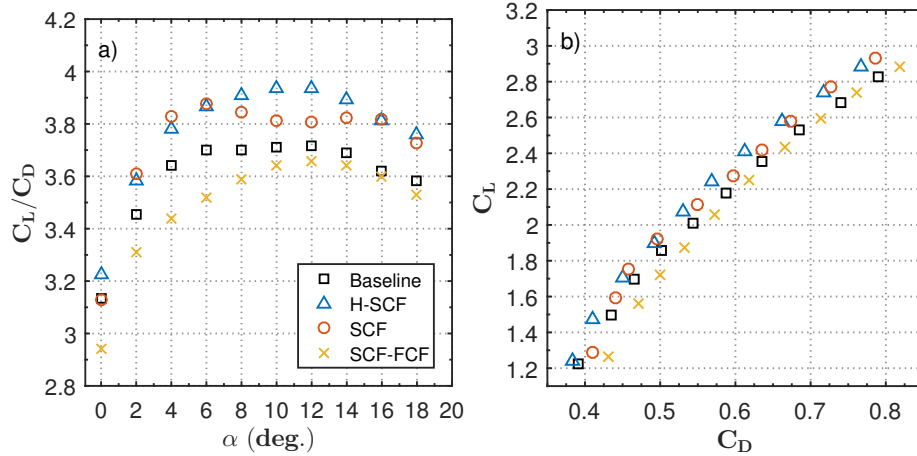 a)
4.2
4
3.8
3.6
3.4
3.2
3
2.8
C_L/C_D
0 2 4 6 8 10 12 14 16 18 20
α (deg.)
Baseline
H-SCF
SCF
SCF-FCF
b)
3.2
3
2.8
2.6
2.4
2.2
2
1.8
1.6
1.4
1.2
C_L
0.4 0.5 0.6 0.7 0.8
C_D